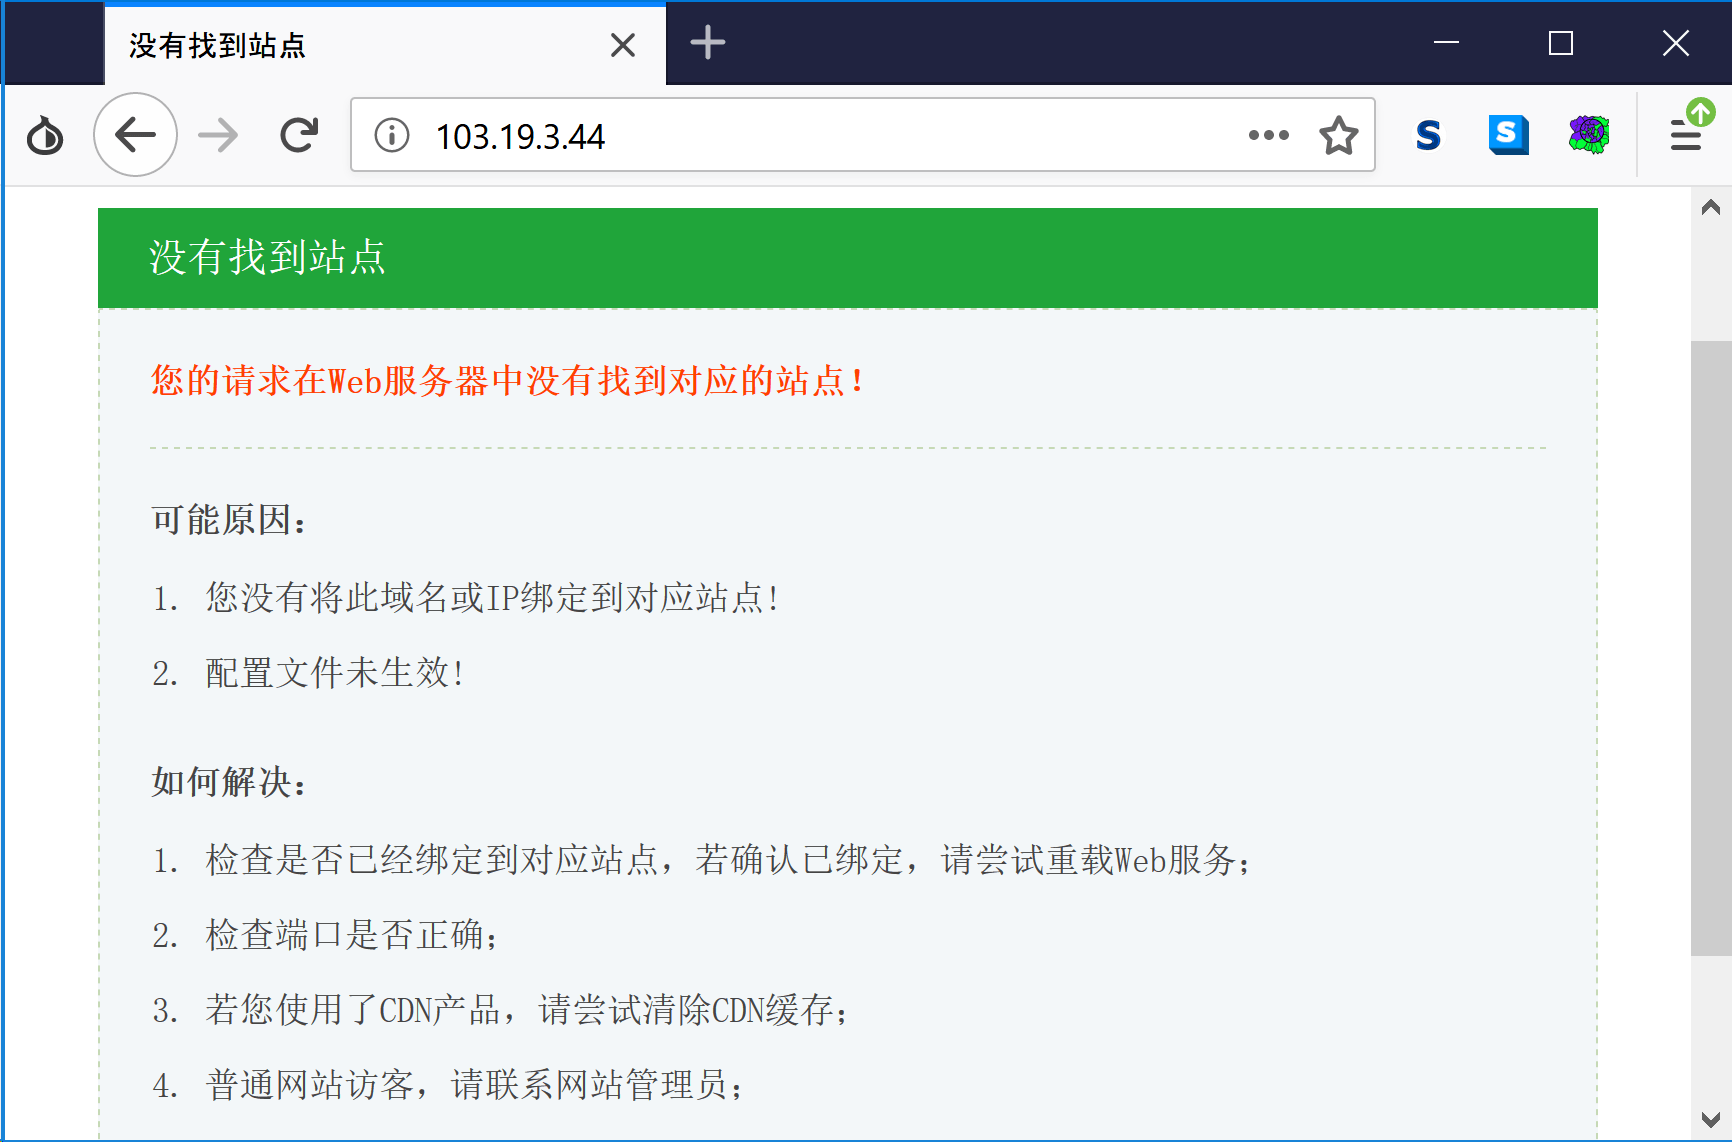 没有找到站点
103.19.3.44
S
S
没有找到站点
您的请求在Web服务器中没有找到对应的站点！
可能原因：
1. 您没有将此域名或IP绑定到对应站点!
2. 配置文件未生效!
如何解决：
1. 检查是否已经绑定到对应站点，若确认已绑定，请尝试重载Web服务；
2. 检查端口是否正确；
3. 若您使用了CDN产品，请尝试清除CDN缓存；
4. 普通网站访客，请联系网站管理员；